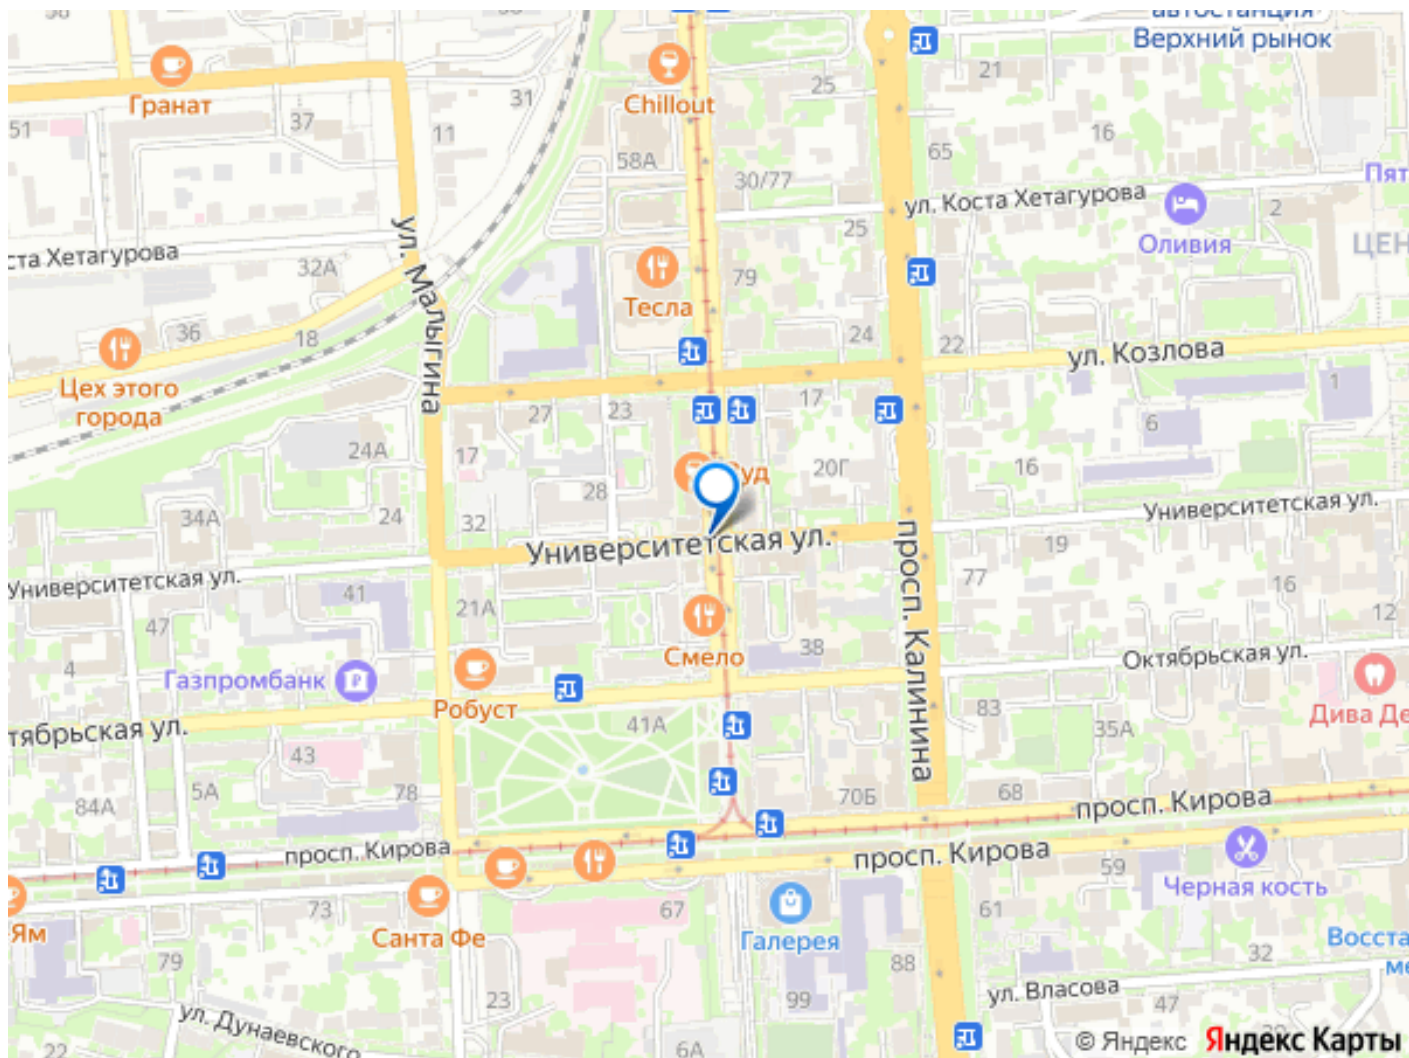 38
39
автостанция
Верхний рынок
Гранат
Chillout
25
21
31
51
37
11
16
58А
65
30/77
Пят
ул. Коста Хетагурова
2
25
Оливия
ЦЕН
ста Хетагурова
32А
ул. Малыгина
79
Тесла
36
18
24
22
ул. Козлова
Цех этого
города
1
27
23
17
6
24А
17
20Г
16
28
34А
24
32
Университетская ул.
Университетская ул.
19
просп. Калинина
77
Университетская ул.
41
16
21А
12
47
4
Смело
38
Октябрьская ул.
Газпромбанк
Робуст
83
Дива Де
тябрьская ул.
41А
35А
43
84А
5А
78
70Б
68
просп. Кирова
просп. Кирова
просп. Кирова
59
Черная кость
73
67
61
Ям
Санта Фе
Галерея
Восста
ме
79
88
32
23
99
ул. Власова
47
ул. Дунаевского
22
6А
© Яндекс
Яндекс Карты